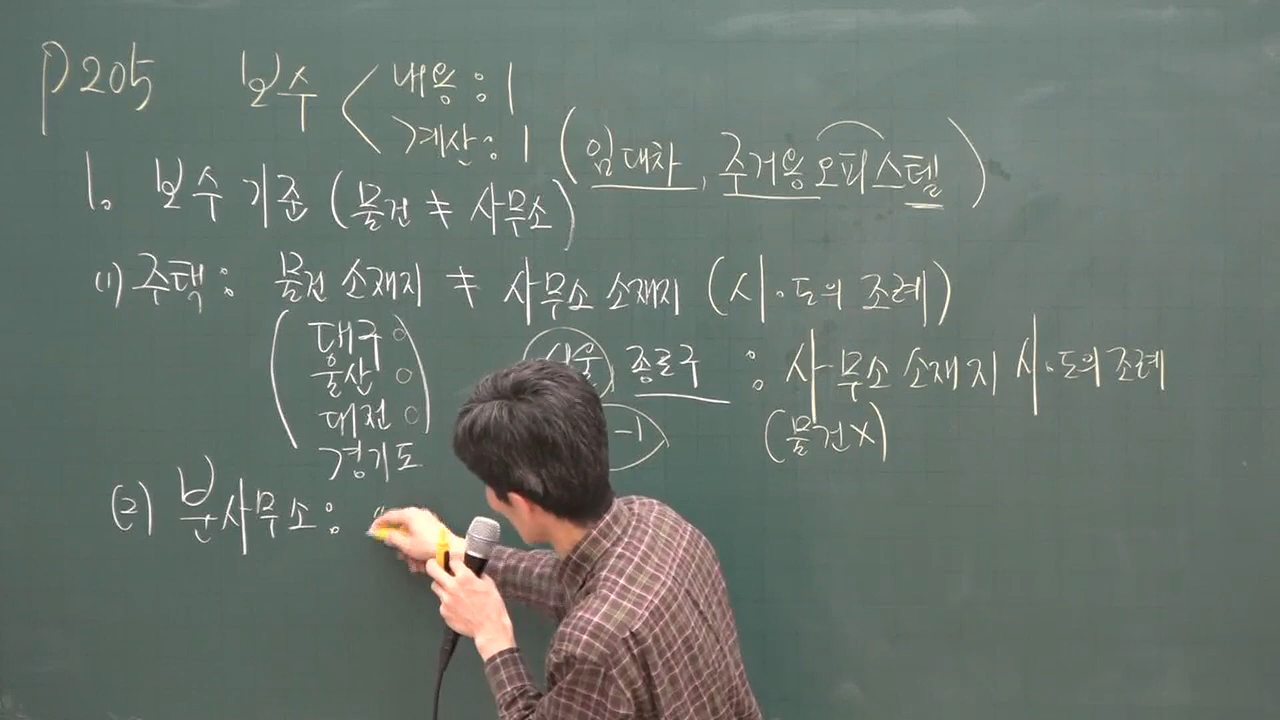 P205 보수 < 내용 : 1
계산 : 1 (임대차, 주거용 오피스텔)
1. 보수 기준 (물건 ≠ 사무소)
(1) 주택 : 물건 소재지 ≠ 사무소 소재지 (시·도의 조례)
대구 ○
울산 ○ 종로구 : 사무소 소재지 시·도의 조례
대전 ○ -1 (물건X)
경기도
(2) 분사무소 :